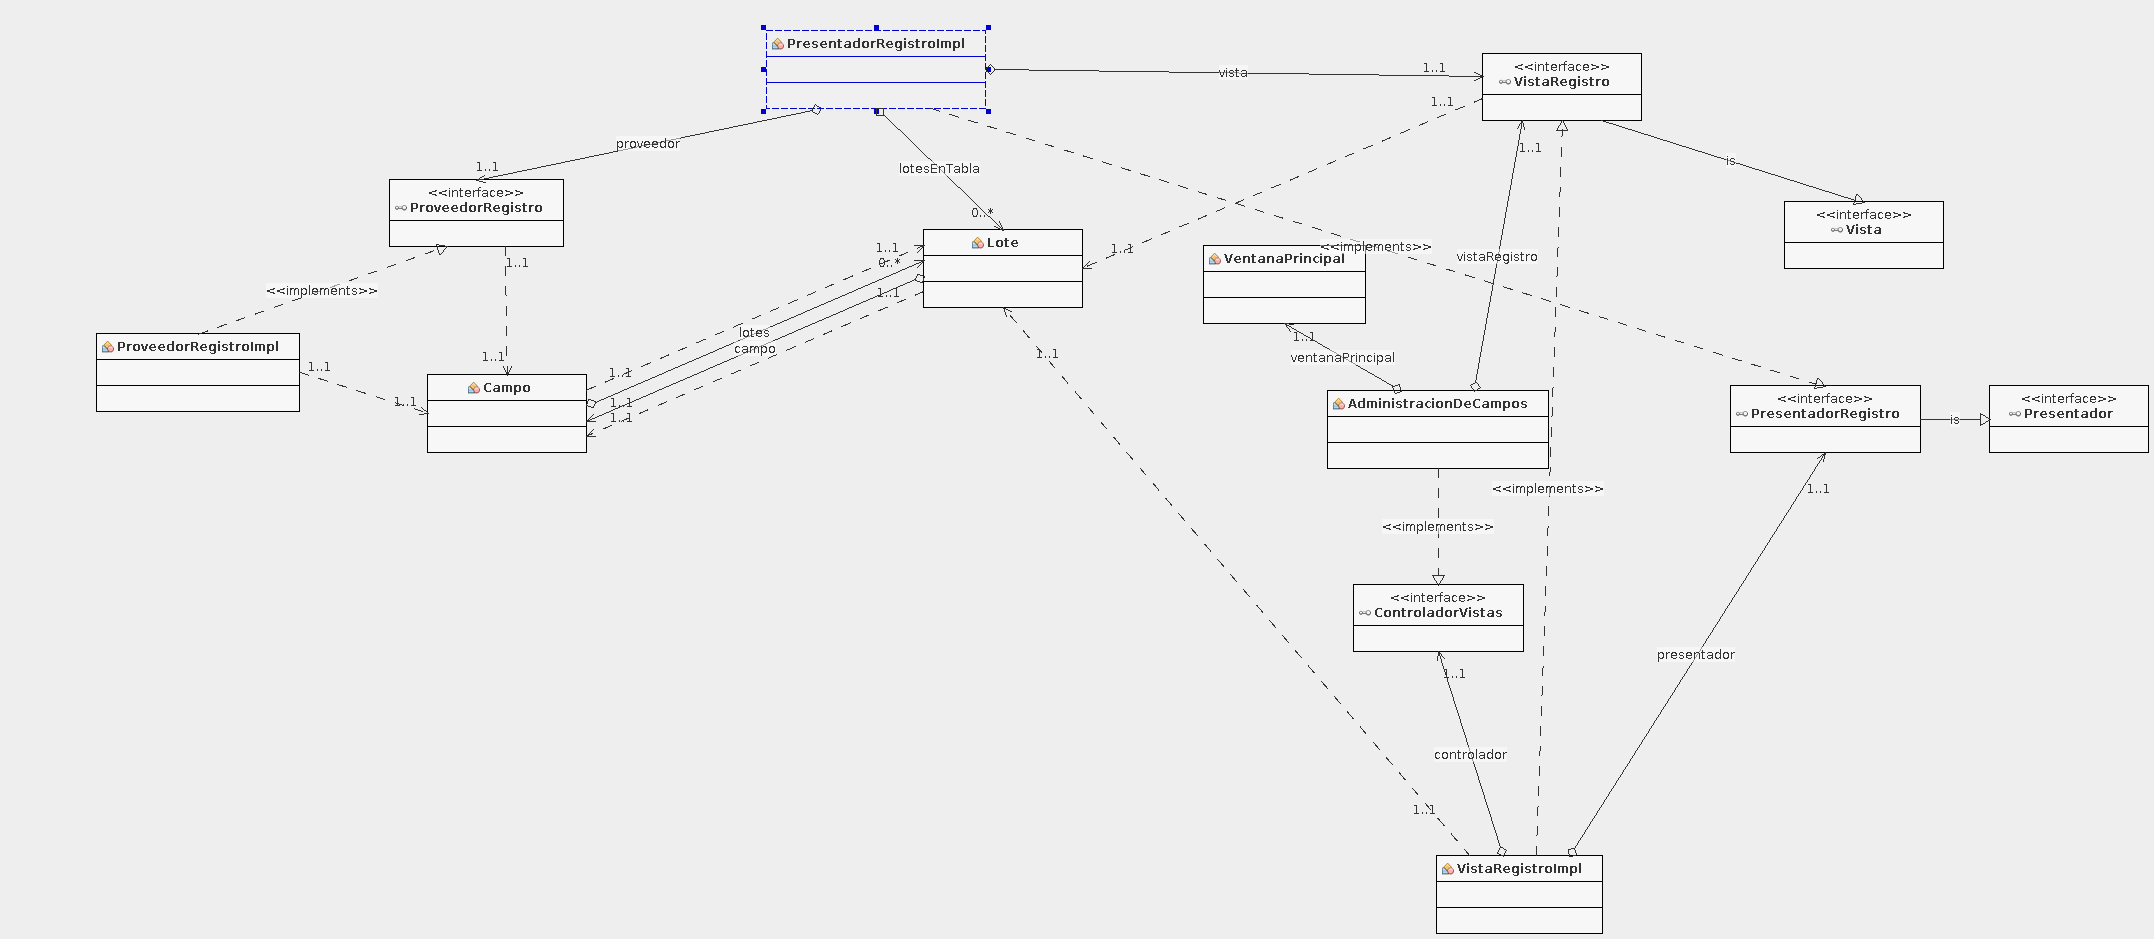 PresentadorRegistroImpl
vista
1..1
<<interface>>
VistaRegistro
1..1
proveedor
1..1
lotesEnTabla
0..*
1..1
is
<<interface>>
ProveedorRegistro
<<interface>>
Vista
Lote
1..1
0..*
1..1
1..1
VentanaPrincipal
<<implements>>
vistaRegistro
1..1
<<implements>>
ProveedorRegistroImpl
1..1
1..1
lotes
campo
1..1
1..1
ventanaPrincipal
1..1
1..1
1..1
1..1
Campo
AdministracionDeCampos
<<interface>>
PresentadorRegistro
is
<<interface>>
Presentador
<<implements>>
1..1
<<implements>>
<<interface>>
ControladorVistas
presentador
1..1
controlador
1..1
VistaRegistroImpl